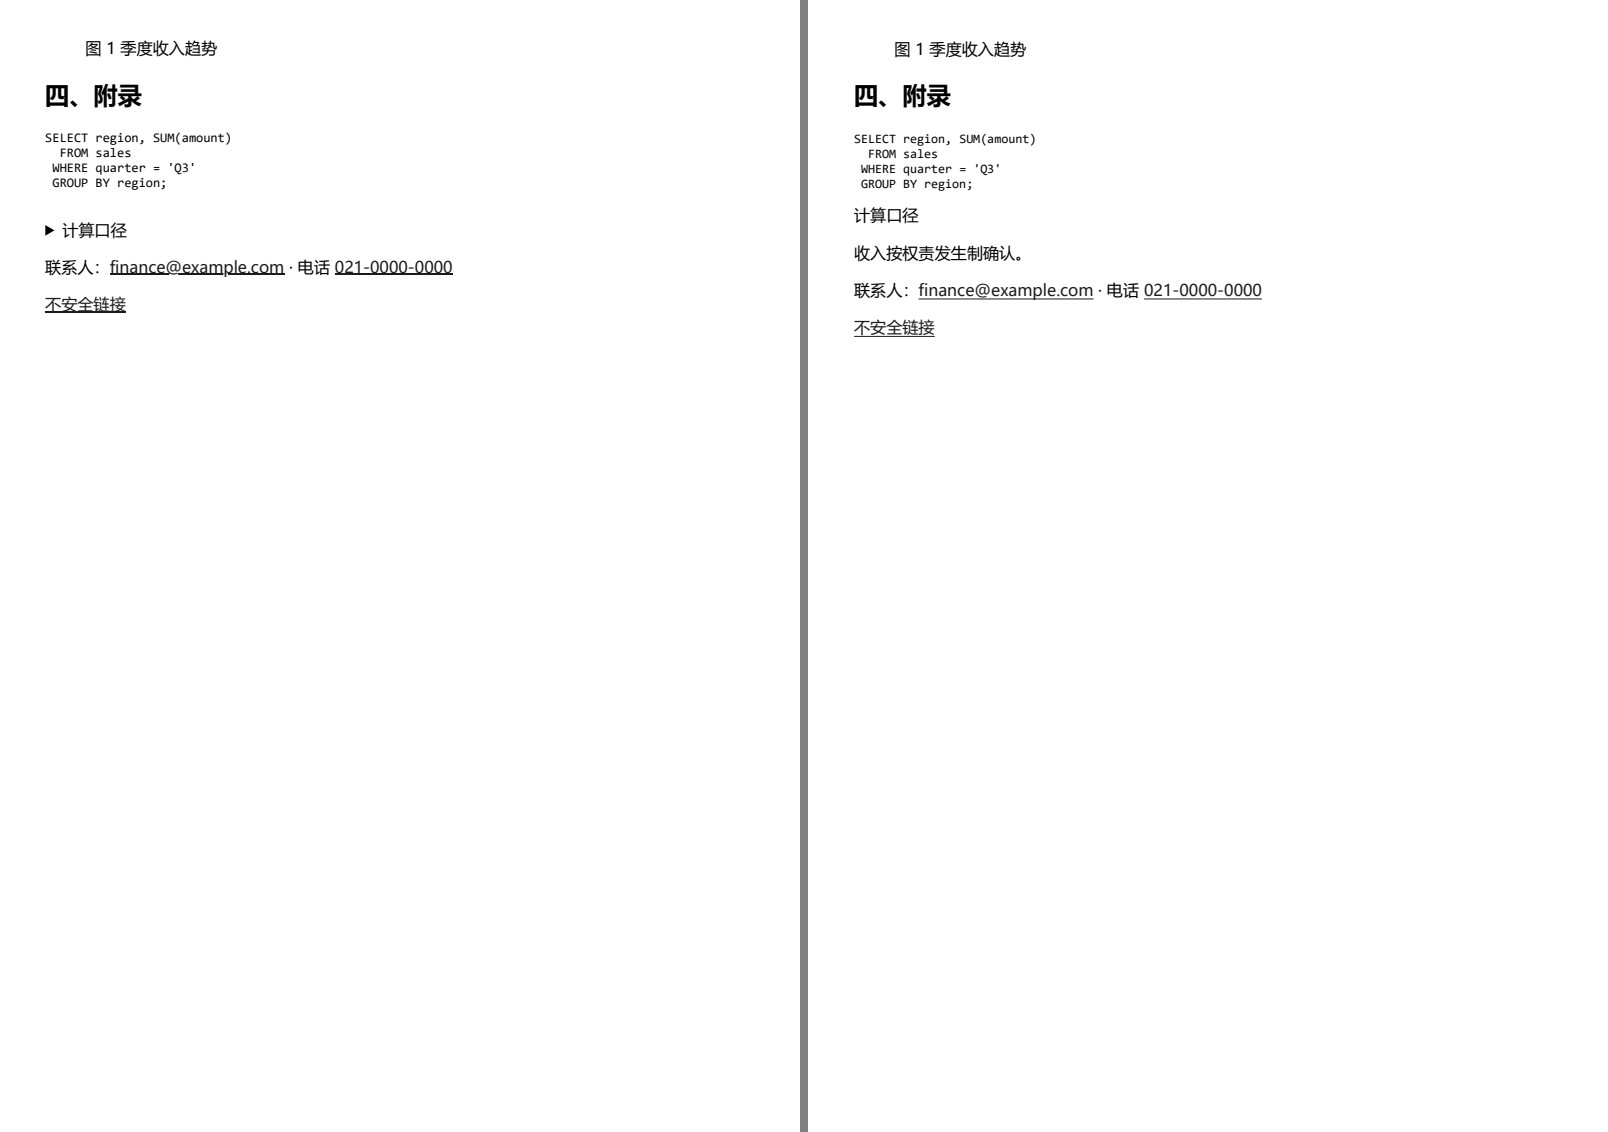 图 1 季度收入趋势
四、附录
SELECT region, SUM(amount)
  FROM sales
 WHERE quarter = 'Q3'
 GROUP BY region;
▶ 计算口径
联系人：finance@example.com · 电话 021-0000-0000
不安全链接
图 1 季度收入趋势
四、附录
SELECT region, SUM(amount)
  FROM sales
 WHERE quarter = 'Q3'
 GROUP BY region;
计算口径
收入按权责发生制确认。
联系人：finance@example.com · 电话 021-0000-0000
不安全链接